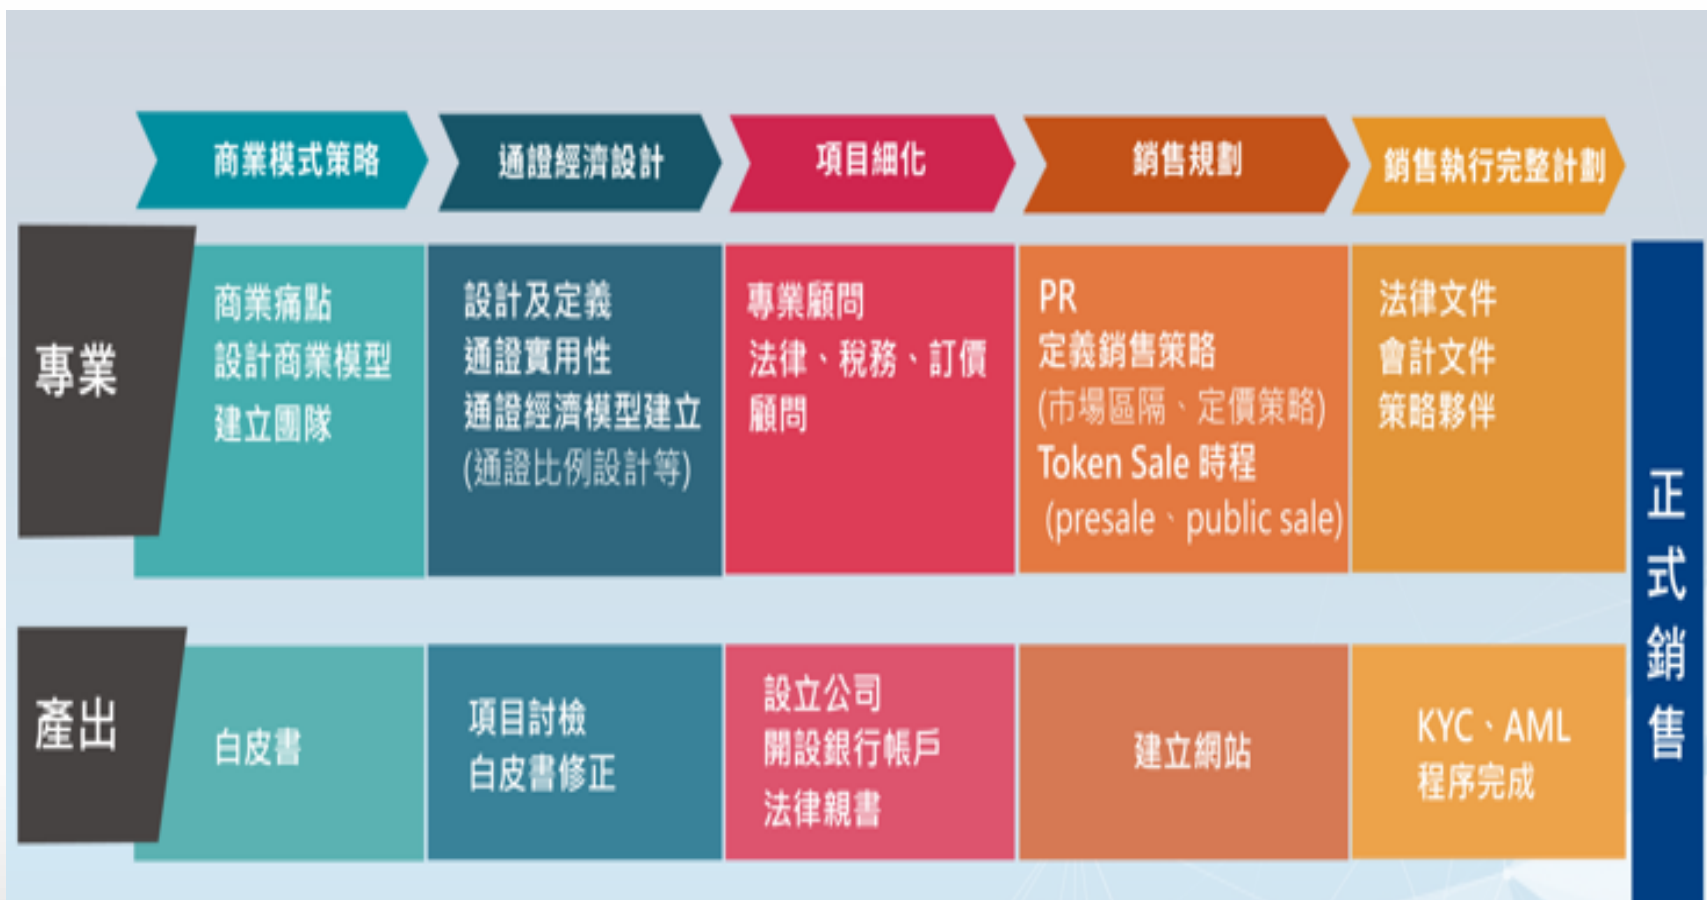 商業模式策略
通證經濟設計
項目細化
銷售規劃
銷售執行完整計劃
專業
商業痛點
設計商業模型
建立團隊
設計及定義
通證實用性
通證經濟模型建立
(通證比例設計等)
專業顧問
法律、稅務、訂價
顧問
PR
定義銷售策略
(市場區隔、定價策略)
Token Sale 時程
(presale、public sale)
法律文件
會計文件
策略夥伴
產出
白皮書
項目討檢
白皮書修正
設立公司
開設銀行帳戶
法律親書
建立網站
KYC、AML
程序完成
正式銷售